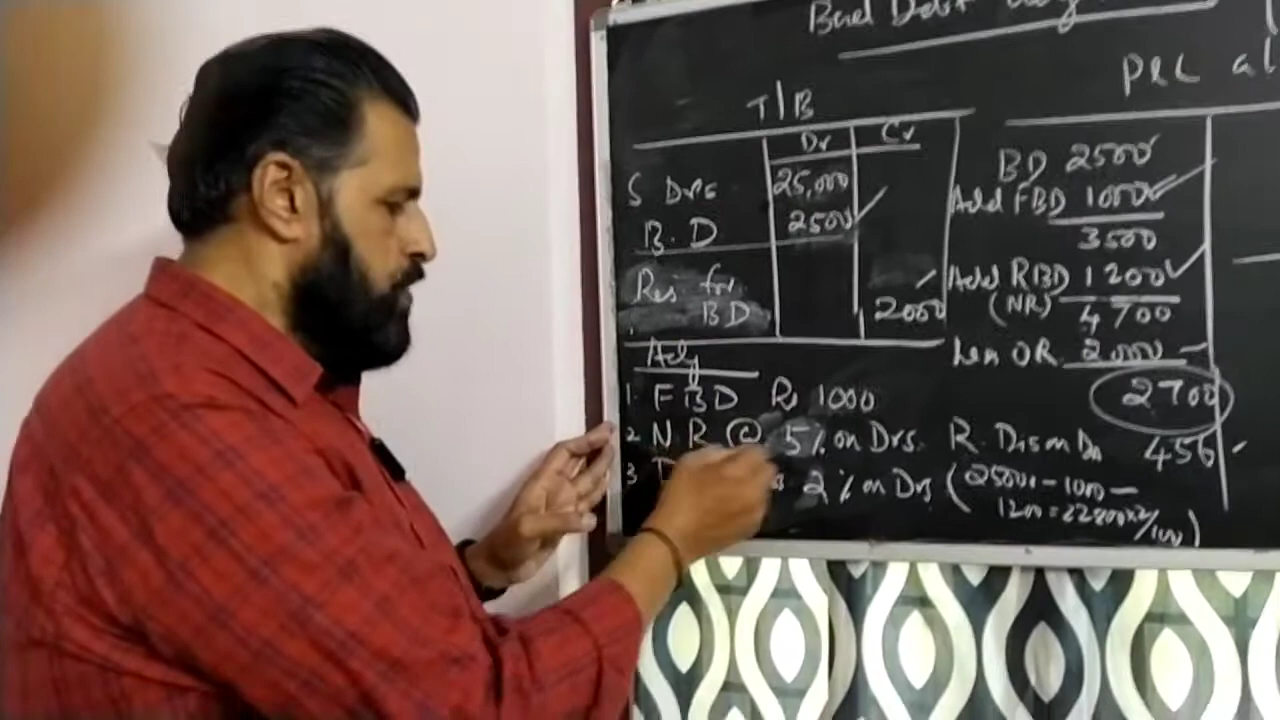 Bad Debt
T/B
Dr Cr
S Drs 25,000
B.D 2500
Res for
BD 2000
Adj
1. F B D Rs 1000
2 N R @ 5% on Drs.
3 2% on Drs
P&L a/
BD 2500
Add FBD 1000
3500
Add RBD 1200
(NR) 4700
Less OR 2000
2700
R. Dis on Drs 456
(25000 - 1000 -
1200 = 22800 x 2/100)